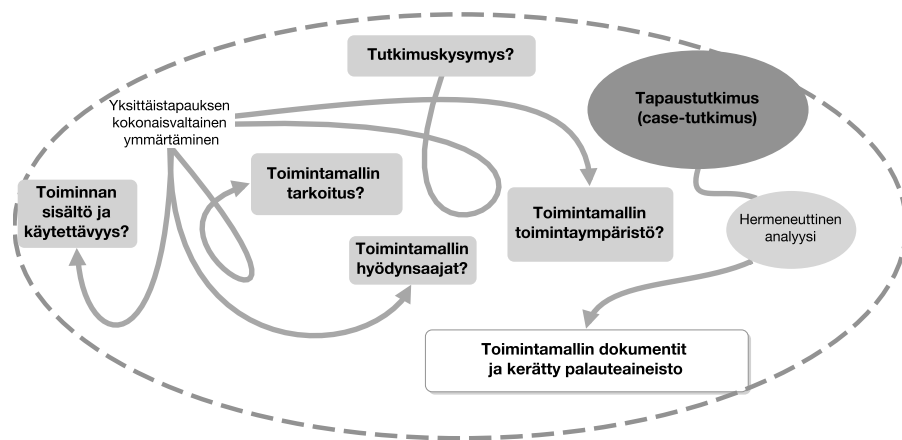 Tutkimuskysymys?
Tapaustutkimus
(case-tutkimus)
Yksittäistapauksen
kokonaisvaltainen
ymmärtäminen
Toimintamallin
tarkoitus?
Toiminnan
sisältö ja
käytettävyys?
Toimintamallin
toimintaympäristö?
Hermeneuttinen
analyysi
Toimintamallin
hyödynsaajat?
Toimintamallin dokumentit
ja kerätty palauteaineisto